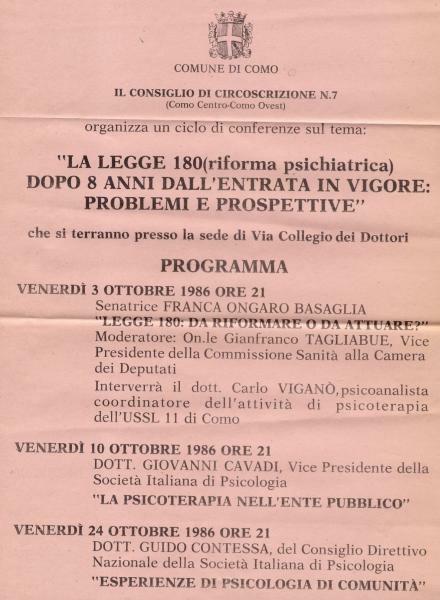 COMUNE DI COMO
IL CONSIGLIO DI CIRCOSCRIZIONE N.7
(Como Centro-Como Ovest)
organizza un ciclo di conferenze sul tema:
"LA LEGGE 180(riforma psichiatrica)
DOPO 8 ANNI DALL'ENTRATA IN VIGORE:
PROBLEMI E PROSPETTIVE"
che si terranno presso la sede di Via Collegio dei Dottori
PROGRAMMA
VENERDÌ 3 OTTOBRE 1986 ORE 21
Senatrice FRANCA ONGARO BASAGLIA
"LEGGE 180: DA RIFORMARE O DA ATTUARE?"
Moderatore: On.le Gianfranco TAGLIABUE, Vice
Presidente della Commissione Sanità alla Camera
dei Deputati
Interverrà il dott. Carlo VIGANÒ, psicoanalista
coordinatore dell'attività di psicoterapia
dell'USSL 11 di Como
VENERDÌ 10 OTTOBRE 1986 ORE 21
DOTT. GIOVANNI CAVADI, Vice Presidente della
Società Italiana di Psicologia
"LA PSICOTERAPIA NELL'ENTE PUBBLICO"
VENERDÌ 24 OTTOBRE 1986 ORE 21
DOTT. GUIDO CONTESSA, del Consiglio Direttivo
Nazionale della Società Italiana di Psicologia
"ESPERIENZE DI PSICOLOGIA DI COMUNITÀ"